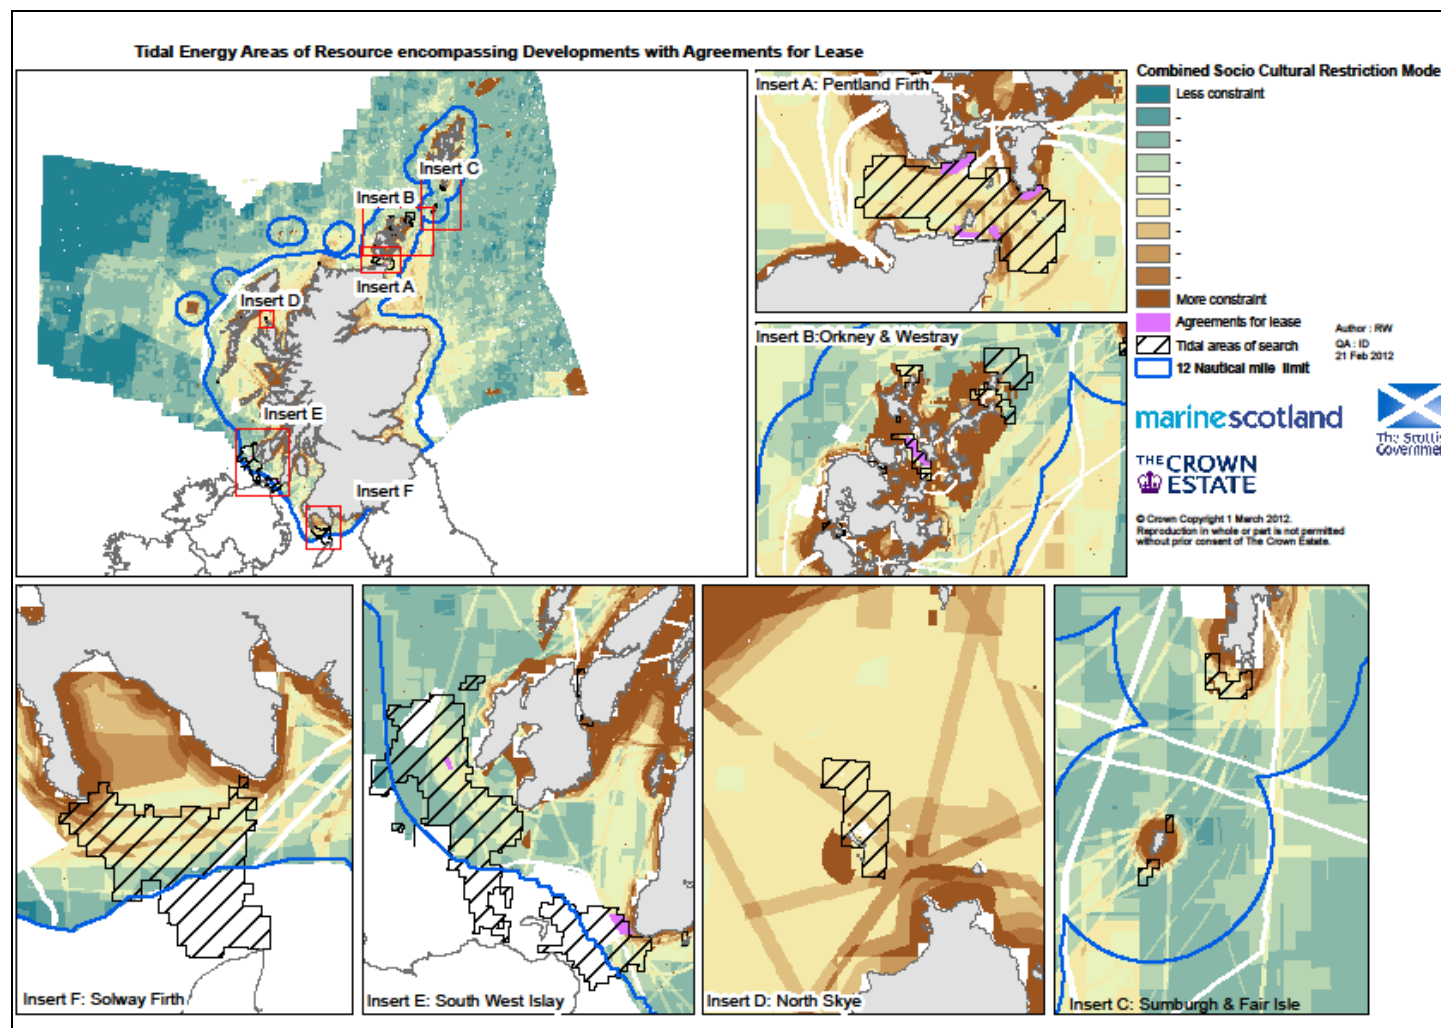 Tidal Energy Areas of Resource encompassing Developments with Agreements for Lease
Insert C
Insert B
Insert A
Insert D
Insert E
Insert F
Insert A: Pentland Firth
Insert B:Orkney & Westray
Combined Socio Cultural Restriction Mode
Less constraint
-
-
-
-
-
-
-
-
More constraint
Agreements for lease
Tidal areas of search
12 Nautical mile limit
Author : RW
QA : ID
21 Feb 2012
marinescotland
The Scotti
Governme
THE CROWN
ESTATE
© Crown Copyright 1 March 2012.
Reproduction in whole or part is not permitted
without prior consent of The Crown Estate.
Insert F: Solway Firth
Insert E: South West Islay
Insert D: North Skye
Insert C: Sumburgh & Fair Isle